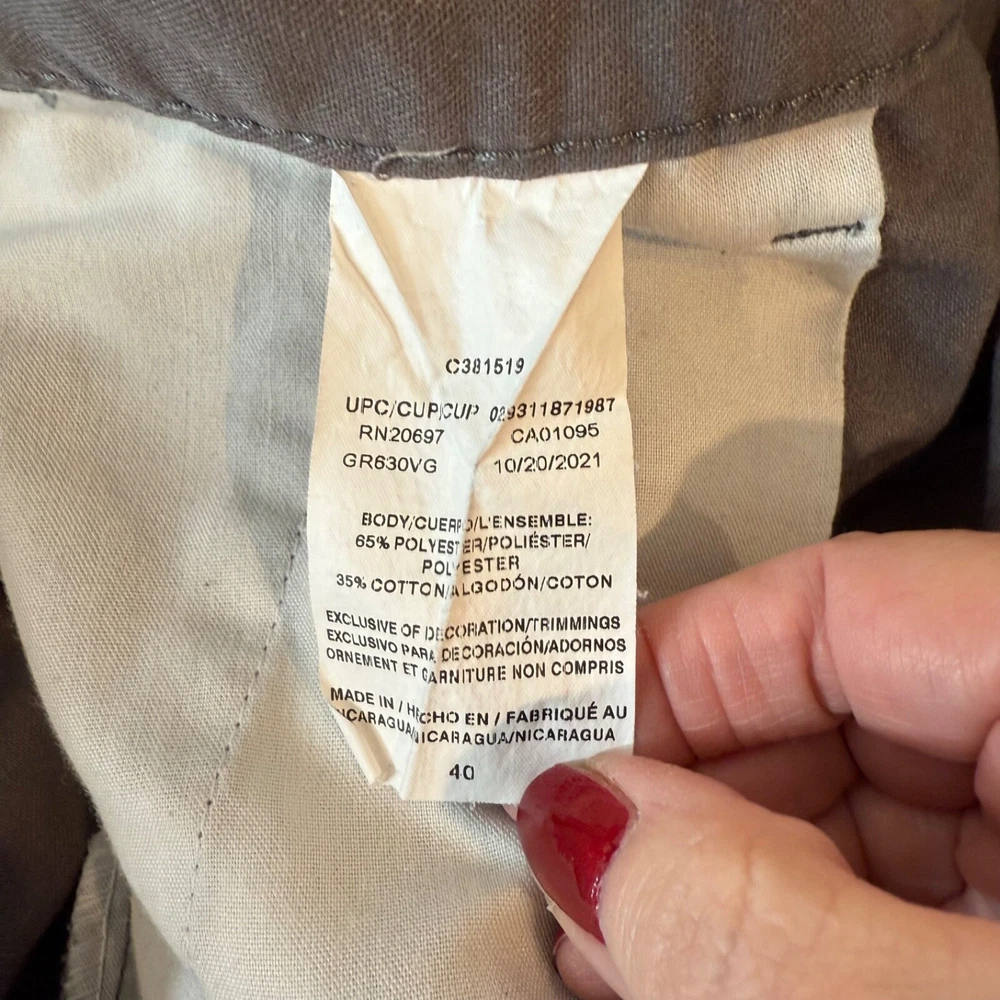 C381519
UPC/CUP/CUP 029311871987
RN20697 CA01095
GR630VG 10/20/2021
BODY/CUERPO/L'ENSEMBLE:
65% POLYESTER/POLIÉSTER/
POLYESTER
35% COTTON/ALGODÓN/COTON
EXCLUSIVE OF DECORATION/TRIMMINGS
EXCLUSIVO PARA DECORACIÓN/ADORNOS
ORNEMENT ET GARNITURE NON COMPRIS
MADE IN / HECHO EN / FABRIQUÉ AU
NICARAGUA/NICARAGUA/NICARAGUA
40